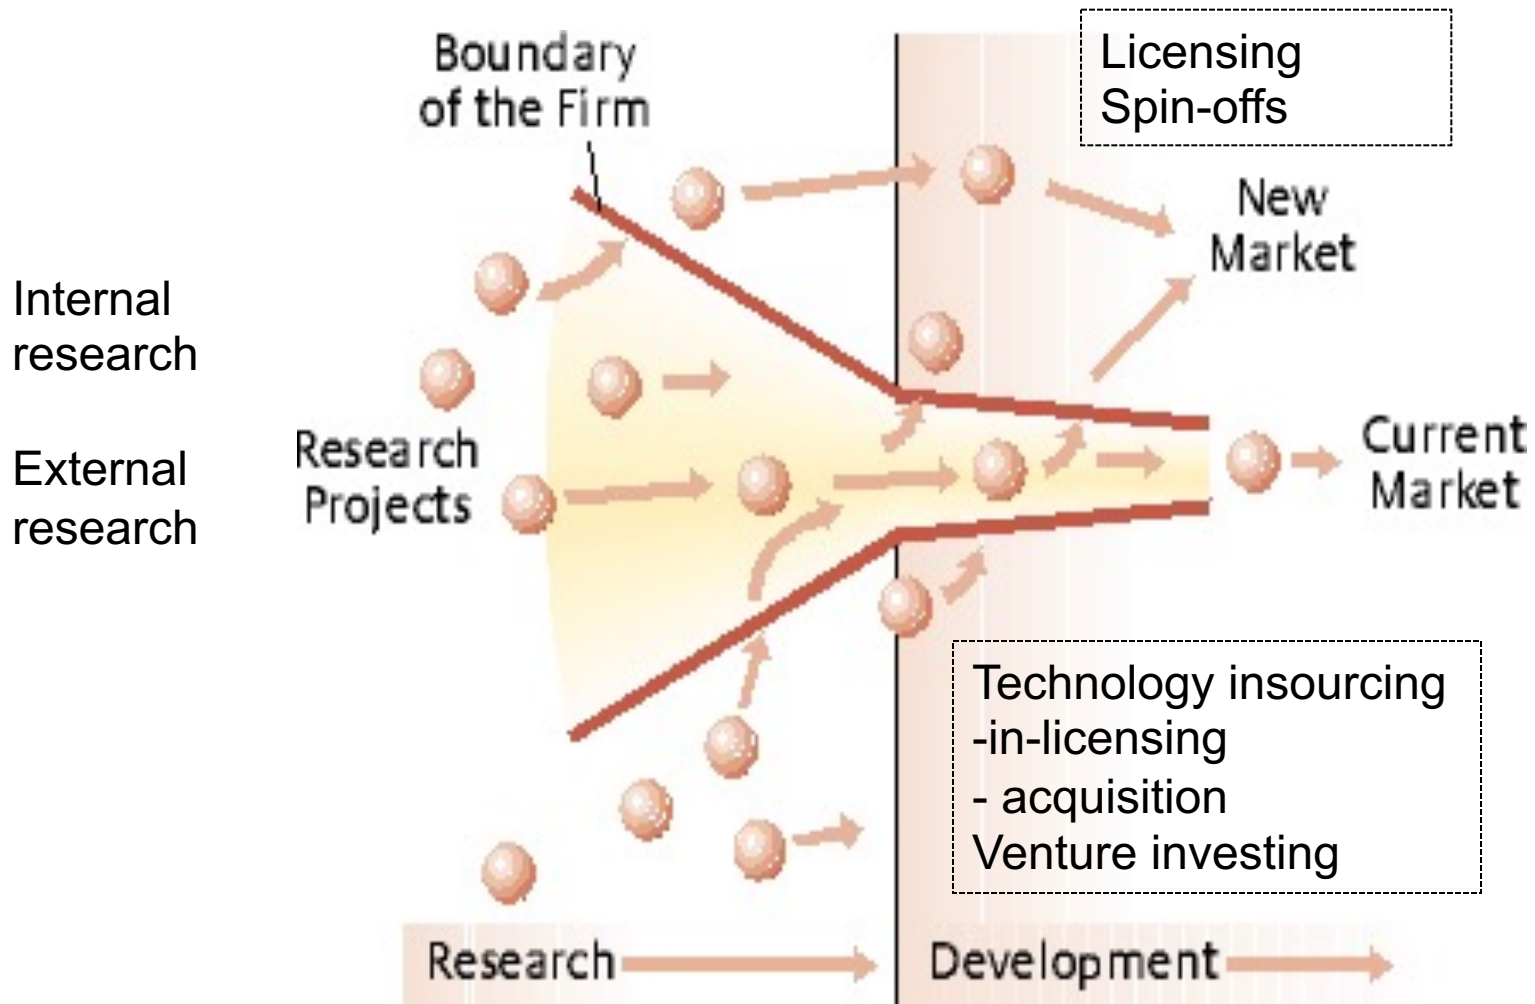 Boundary
of the Firm
Licensing
Spin-offs
New
Market
Internal
research
External
research
Research
Projects
Current
Market
Technology insourcing
-in-licensing
- acquisition
Venture investing
Research
Development